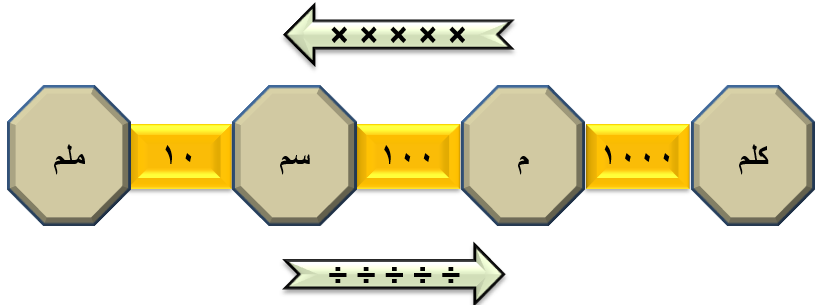 × × × × ×
كلم ١٠٠٠ م ١٠٠ سم ١٠ ملم
÷ ÷ ÷ ÷ ÷